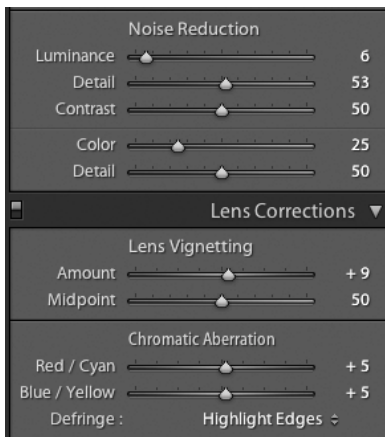 Noise Reduction
Luminance 6
Detail 53
Contrast 50
Color 25
Detail 50
Lens Corrections ▼
Lens Vignetting
Amount + 9
Midpoint 50
Chromatic Aberration
Red / Cyan + 5
Blue / Yellow + 5
Defringe : Highlight Edges